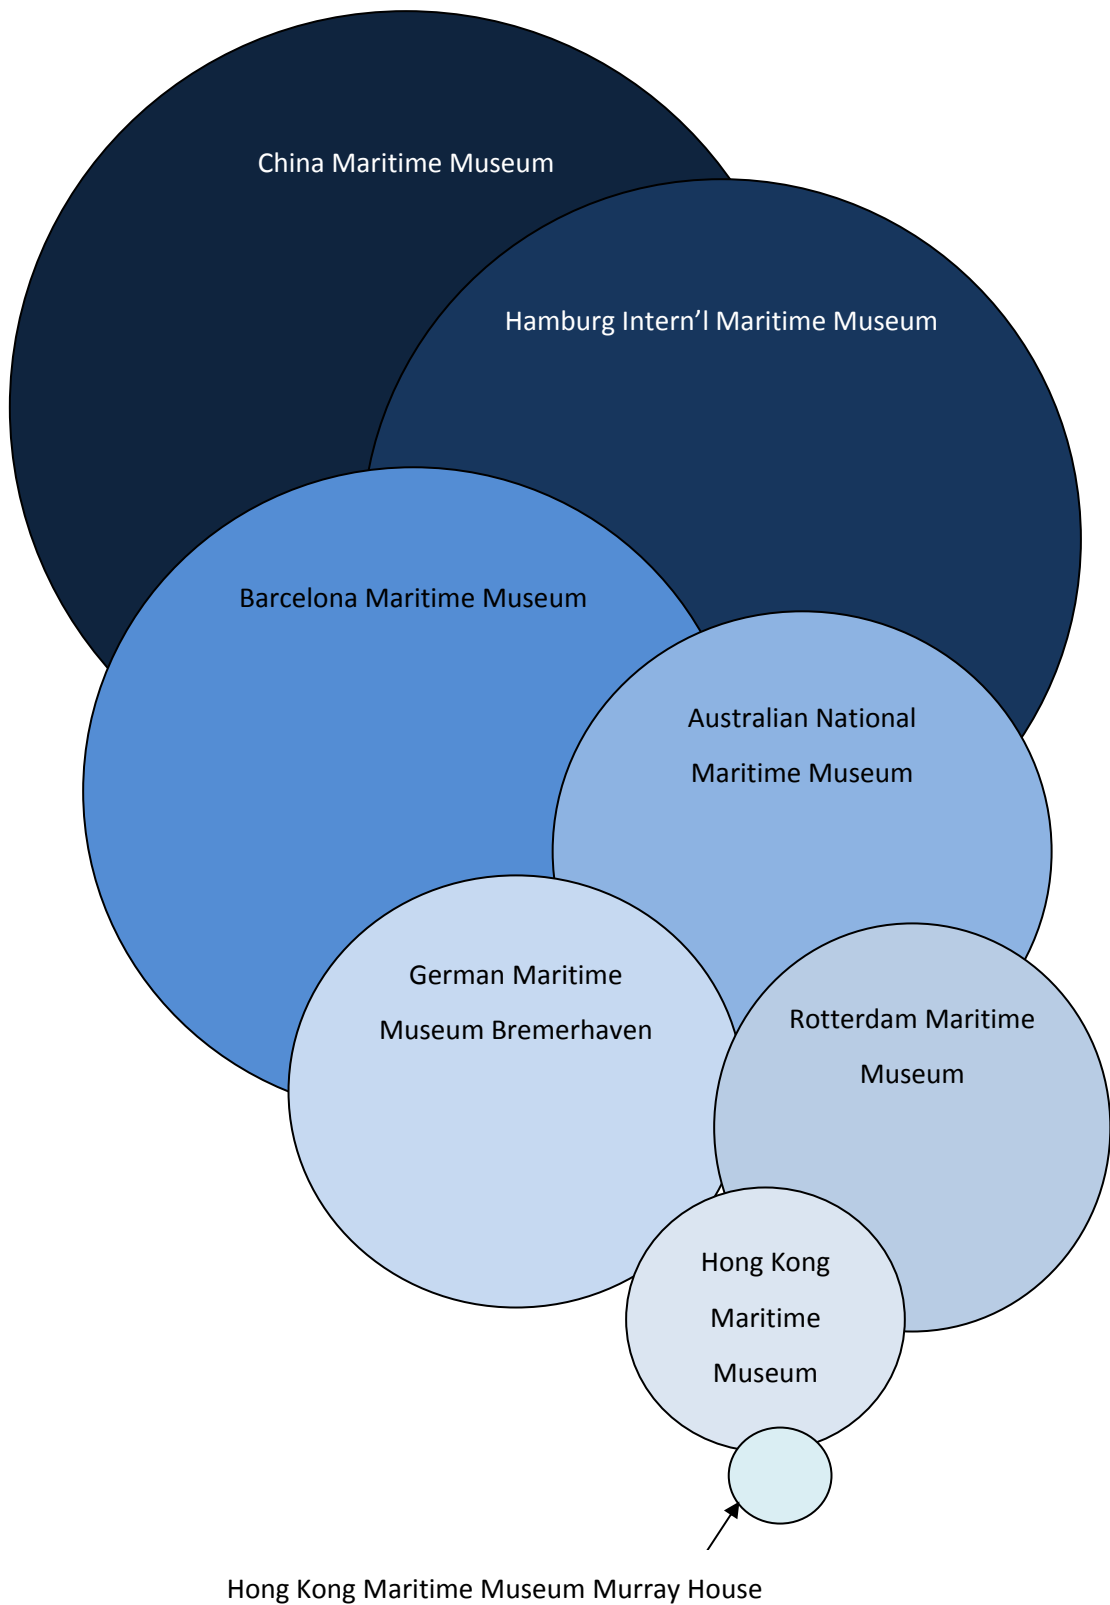 China Maritime Museum
Hamburg Intern’l Maritime Museum
Barcelona Maritime Museum
Australian National
Maritime Museum
German Maritime
Museum Bremerhaven
Rotterdam Maritime
Museum
Hong Kong
Maritime
Museum
Hong Kong Maritime Museum Murray House